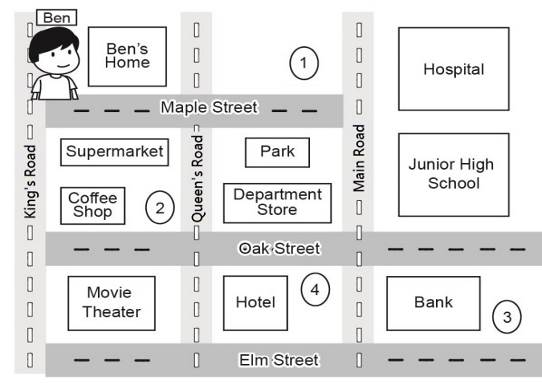 Ben
Ben's
Home
1
Hospital
Maple Street
Supermarket
Park
Junior High
School
King's Road
Queen's Road
Main Road
Coffee
Shop
2
Department
Store
Oak Street
Movie
Theater
Hotel
4
Bank
3
Elm Street